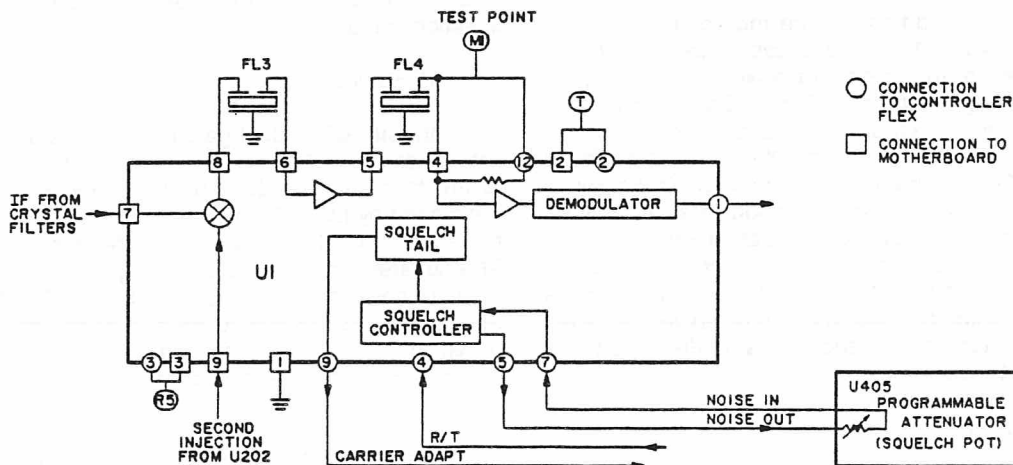 TEST POINT
M1
FL3
FL4
T
CONNECTION
TO CONTROLLER
FLEX
CONNECTION TO
MOTHERBOARD
8
6
5
4
12
2
2
IF FROM
CRYSTAL
FILTERS
7
DEMODULATOR
1
SQUELCH
TAIL
U1
SQUELCH
CONTROLLER
3
3
9
1
9
4
5
7
R5
SECOND
INJECTION
FROM U202
R/T
CARRIER ADAPT
NOISE IN
NOISE OUT
U405
PROGRAMMABLE
ATTENUATOR
(SQUELCH POT)